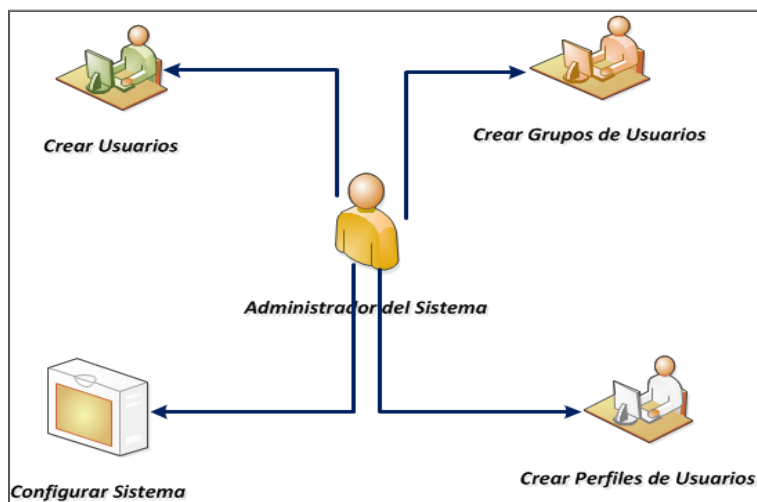 Crear Usuarios
Crear Grupos de Usuarios
Administrador del Sistema
Configurar Sistema
Crear Perfiles de Usuarios